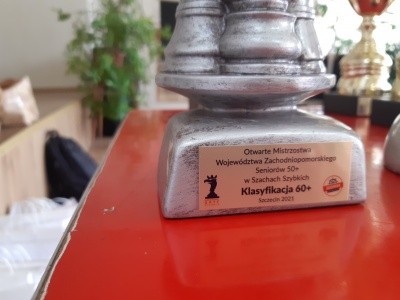 Otwarte Mistrzostwa
Województwa Zachodniopomorskiego
Seniorów 50+
w Szachach Szybkich
Klasyfikacja 60+
Szczecin 2023